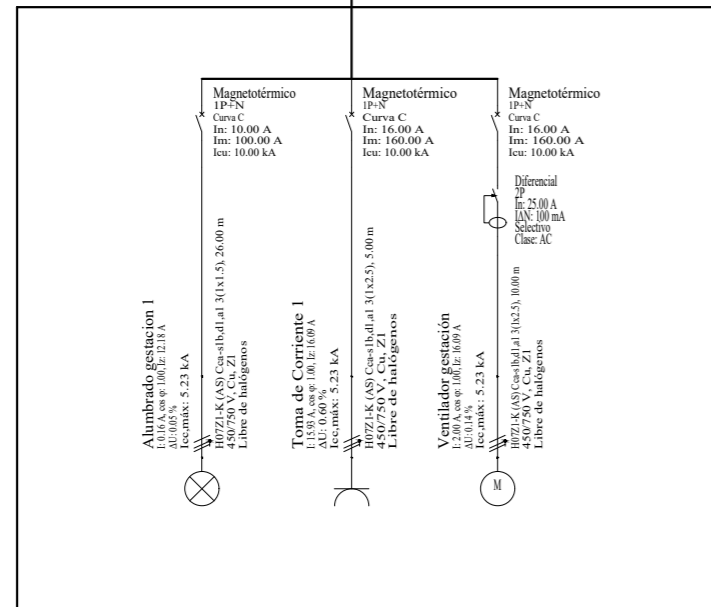 Magnetotérmico
1P+N
Curva C
In: 10.00 A
Im: 100.00 A
Icu: 10.00 kA
Magnetotérmico
1P+N
Curva C
In: 16.00 A
Im: 160.00 A
Icu: 10.00 kA
Magnetotérmico
1P+N
Curva C
In: 16.00 A
Im: 160.00 A
Icu: 10.00 kA
Diferencial
2P
In: 25.00 A
IΔN: 100 mA
Selectivo
Clase: AC
Alumbrado gestacion 1
I: 0.16 A, cos φ: 1.00, Iz: 12.18 A
ΔU: 0.05 %
Icc,máx: 5.23 kA
H07Z1-K (AS) Cca-s1b,d1,a1 3(1x1.5), 26.00 m
450/750 V, Cu, Z1
Libre de halógenos
Toma de Corriente 1
I: 15.93 A, cos φ: 1.00, Iz: 16.09 A
ΔU: 0.60 %
Icc,máx: 5.23 kA
H07Z1-K (AS) Cca-s1b,d1,a1 3(1x2.5), 5.00 m
450/750 V, Cu, Z1
Libre de halógenos
Ventilador gestación
I: 2.00 A, cos φ: 1.00, Iz: 16.09 A
ΔU: 0.14 %
Icc,máx: 5.23 kA
H07Z1-K (AS) Cca-s1b,d1,a1 3(1x2.5), 10.00 m
450/750 V, Cu, Z1
Libre de halógenos
M